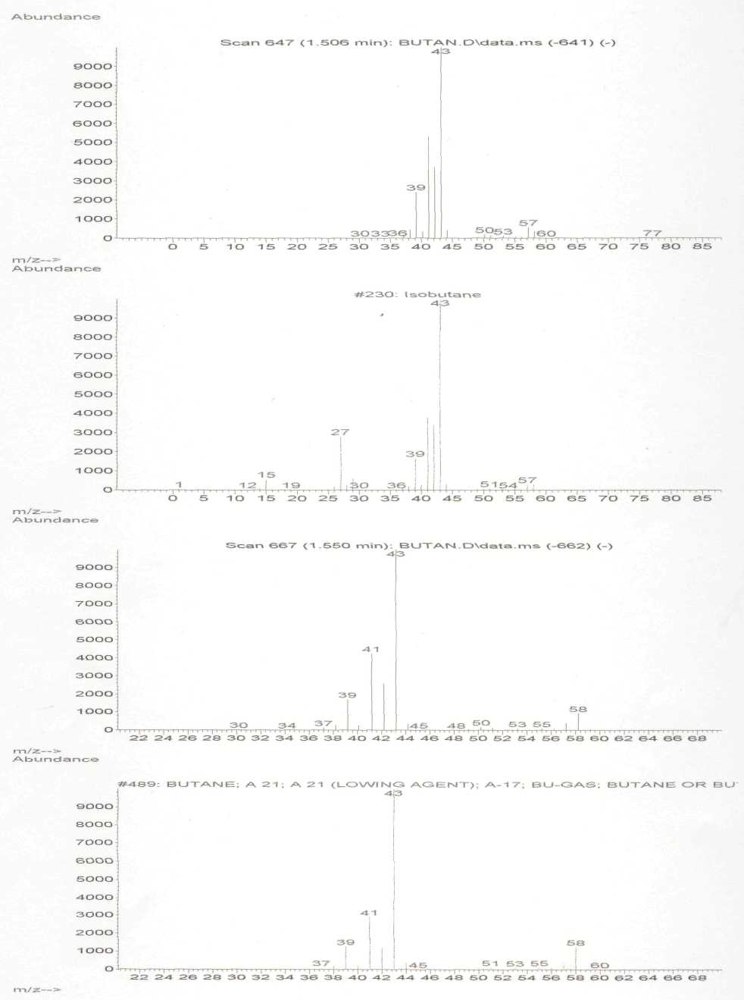 Abundance
Scan 647 (1.506 min): BUTAN.D\data.ms (-641) (-)
43
9000
8000
7000
6000
5000
4000
3000
39
2000
1000
57
30 33 36 50 53 60 77
0
0 5 10 15 20 25 30 35 40 45 50 55 60 65 70 75 80 85
m/z-->
Abundance
#230: Isobutane
43
9000
8000
7000
6000
5000
4000
3000
27
2000
39
1000
15 57
1 12 19 30 36 51 54
0
0 5 10 15 20 25 30 35 40 45 50 55 60 65 70 75 80 85
m/z-->
Abundance
Scan 667 (1.550 min): BUTAN.D\data.ms (-662) (-)
43
9000
8000
7000
6000
5000
41
4000
3000
2000
39
1000
58
30 34 37 45 48 50 53 55
0
22 24 26 28 30 32 34 36 38 40 42 44 46 48 50 52 54 56 58 60 62 64 66 68
m/z-->
Abundance
#489: BUTANE; A 21; A 21 (LOWING AGENT); A-17; BU-GAS; BUTANE OR BU
43
9000
8000
7000
6000
5000
4000
3000
41
2000
39 58
1000
37 45 51 53 55 60
0
22 24 26 28 30 32 34 36 38 40 42 44 46 48 50 52 54 56 58 60 62 64 66 68
m/z-->